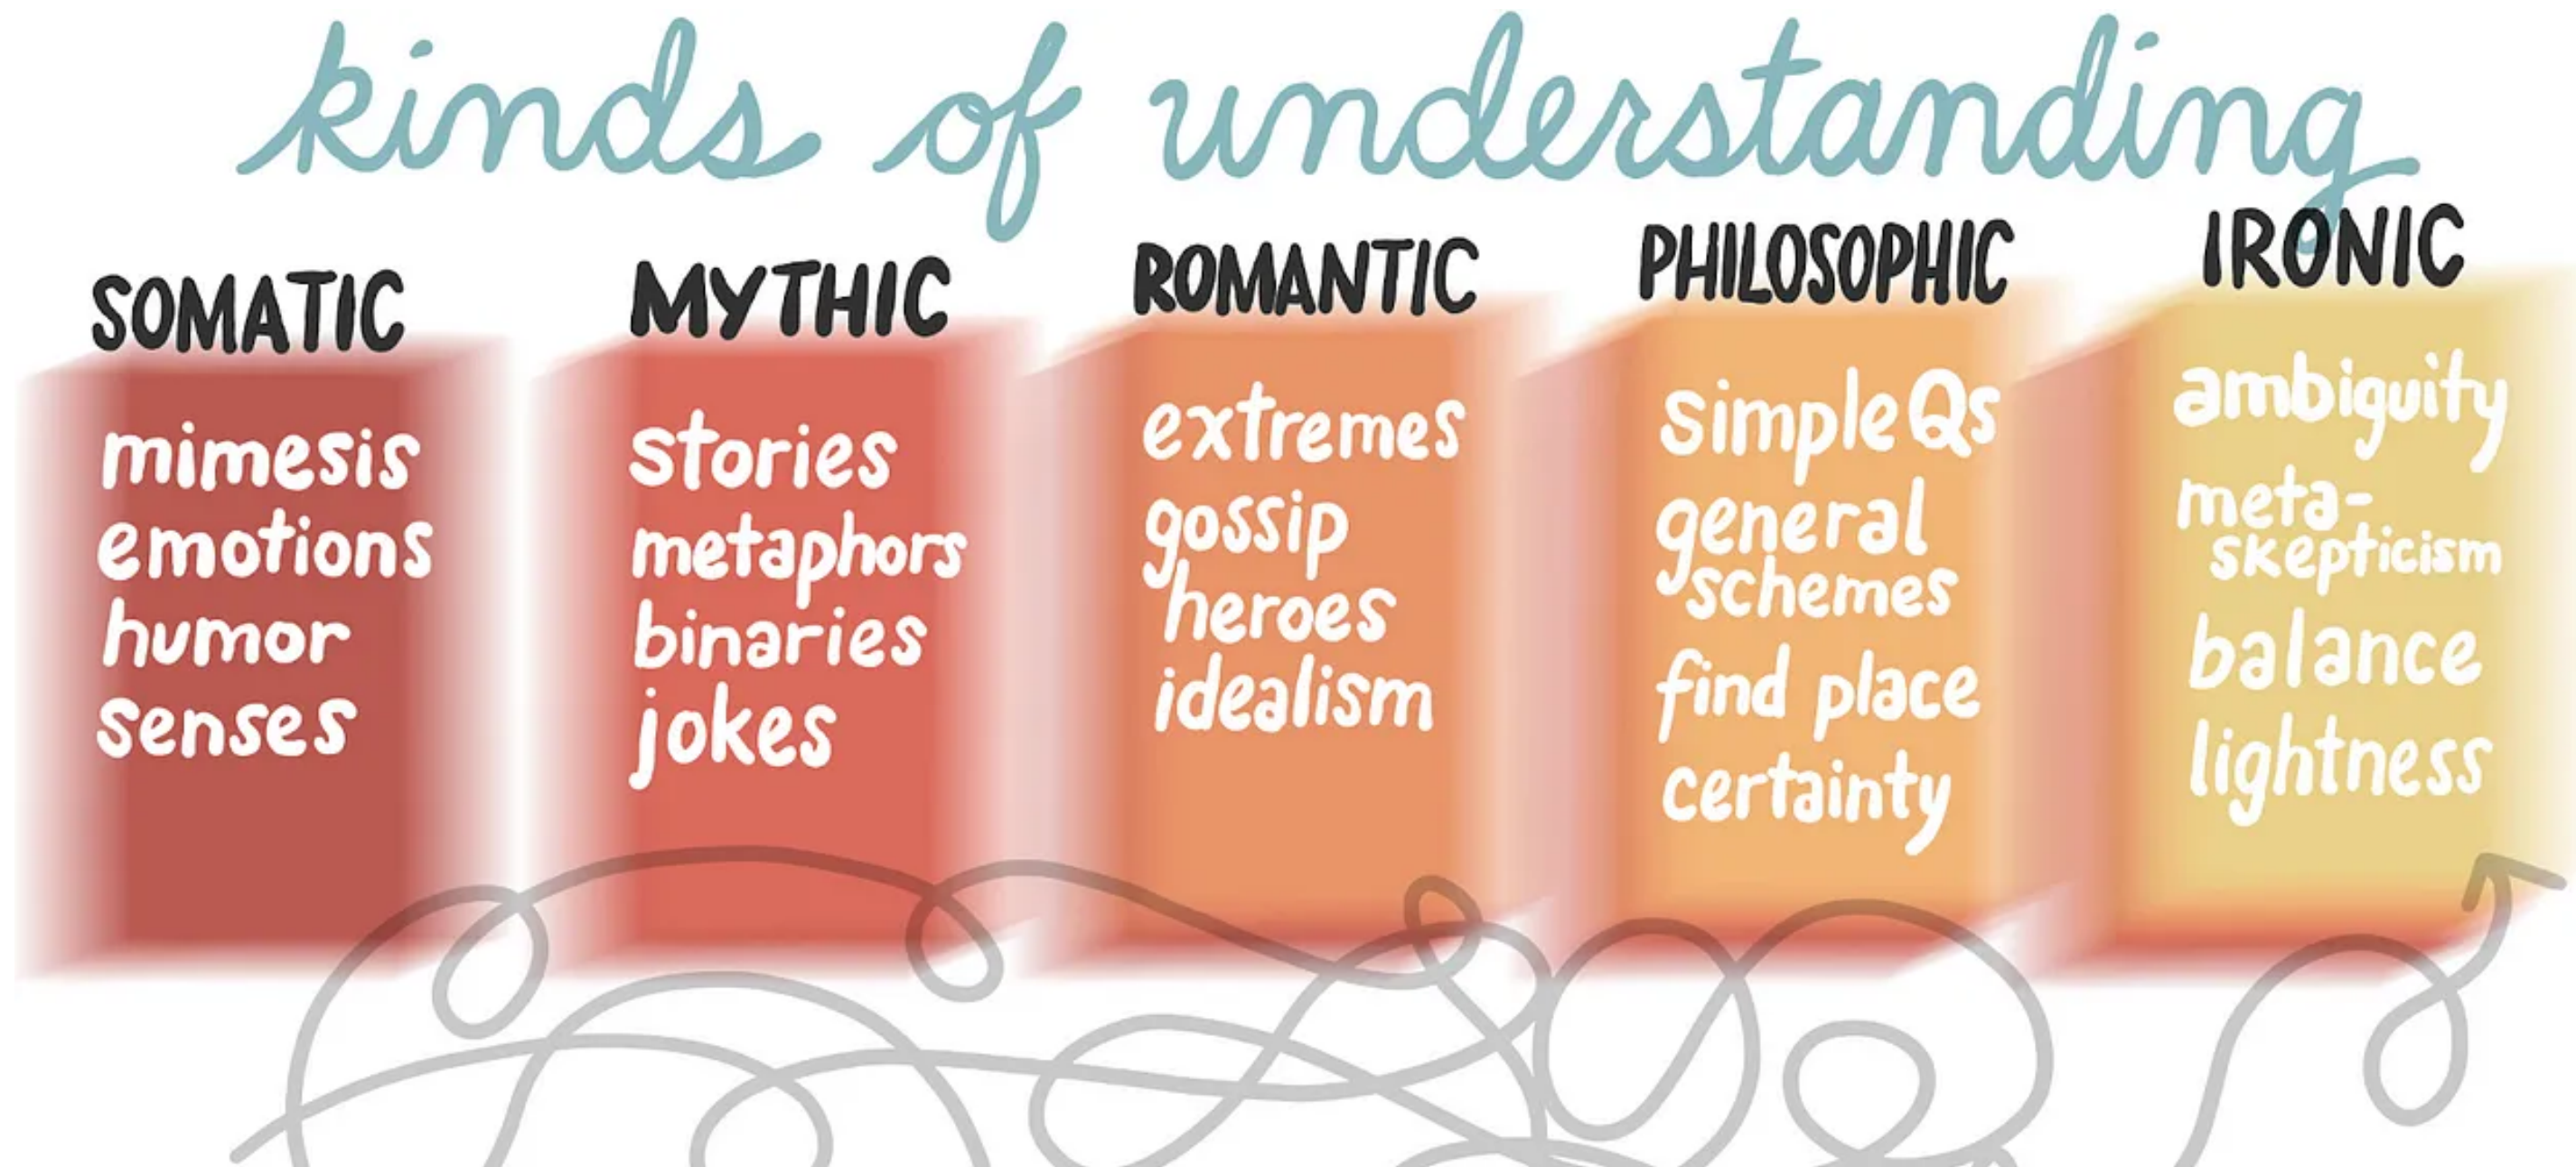 kinds of understanding
SOMATIC
mimesis
emotions
humor
senses
MYTHIC
stories
metaphors
binaries
jokes
ROMANTIC
extremes
gossip
heroes
idealism
PHILOSOPHIC
simple Qs
general
schemes
find place
certainty
IRONIC
ambiguity
meta-
skepticism
balance
lightness